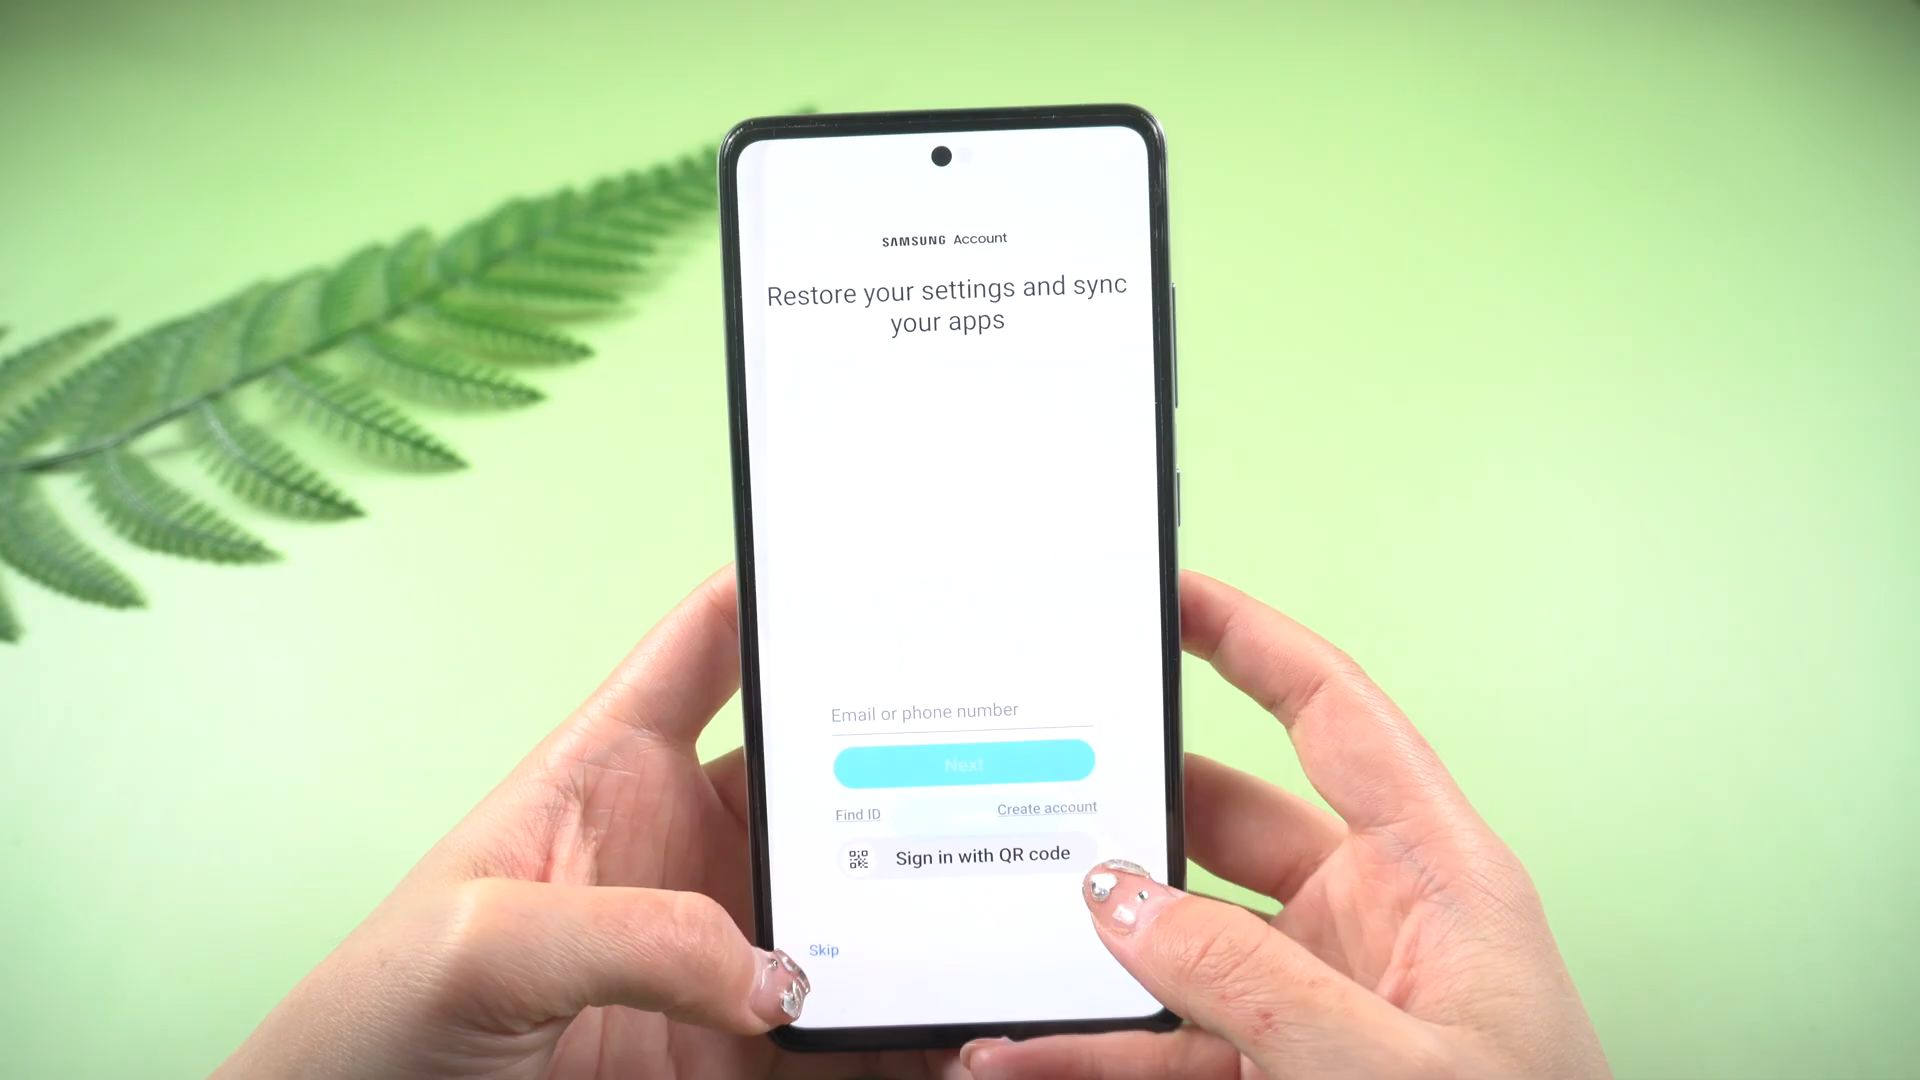 SAMSUNG Account
Restore your settings and sync
your apps
Email or phone number
Next
Find ID
Create account
Sign in with QR code
Skip